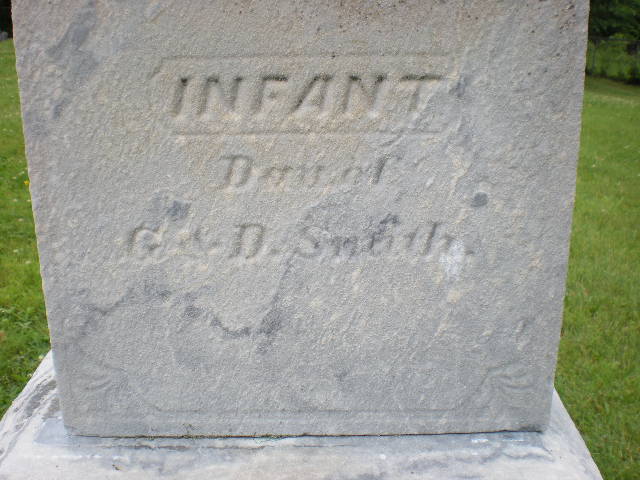 INFANT
Dau. of
G. & D. Smith.